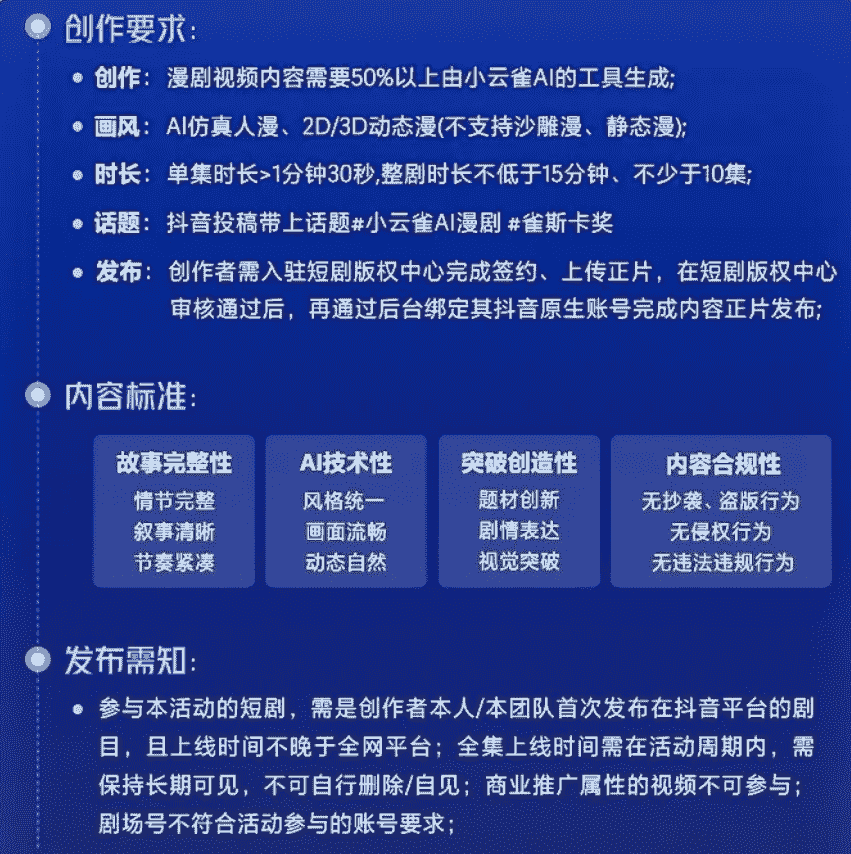 创作要求:
• 创作: 漫剧视频内容需要50%以上由小云雀AI的工具生成;
• 画风: AI仿真人漫、2D/3D动态漫(不支持沙雕漫、静态漫);
• 时长: 单集时长>1分钟30秒,整剧时长不低于15分钟、不少于10集;
• 话题: 抖音投稿带上话题#小云雀AI漫剧 #雀斯卡奖
• 发布: 创作者需入驻短剧版权中心完成签约、上传正片，在短剧版权中心
审核通过后，再通过后台绑定其抖音原生账号完成内容正片发布;
内容标准:
故事完整性
情节完整
叙事清晰
节奏紧凑
AI技术性
风格统一
画面流畅
动态自然
突破创造性
题材创新
剧情表达
视觉突破
内容合规性
无抄袭、盗版行为
无侵权行为
无违法违规行为
发布需知:
• 参与本活动的短剧，需是创作者本人/本团队首次发布在抖音平台的剧
目，且上线时间不晚于全网平台；全集上线时间需在活动周期内，需
保持长期可见，不可自行删除/自见；商业推广属性的视频不可参与；
剧场号不符合活动参与的账号要求；